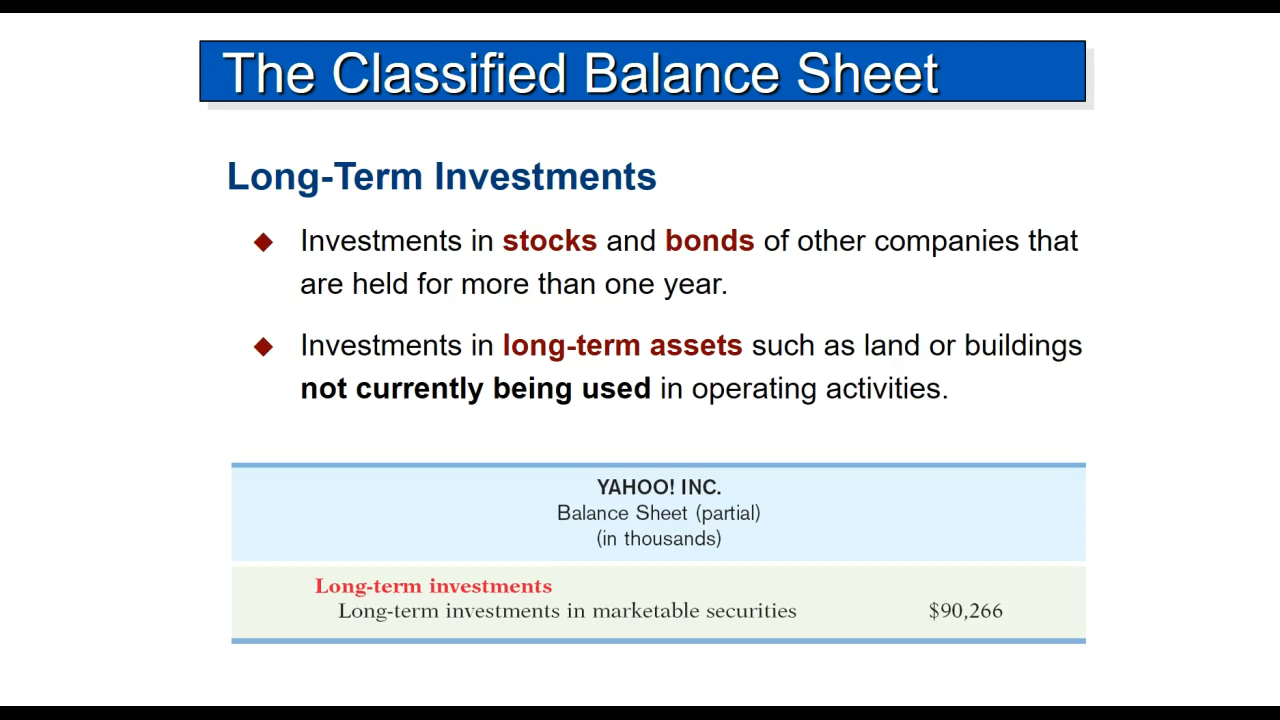 The Classified Balance Sheet
Long-Term Investments
Investments in stocks and bonds of other companies that
are held for more than one year.
Investments in long-term assets such as land or buildings
not currently being used in operating activities.
YAHOO! INC.
Balance Sheet (partial)
(in thousands)
Long-term investments
Long-term investments in marketable securities $90,266